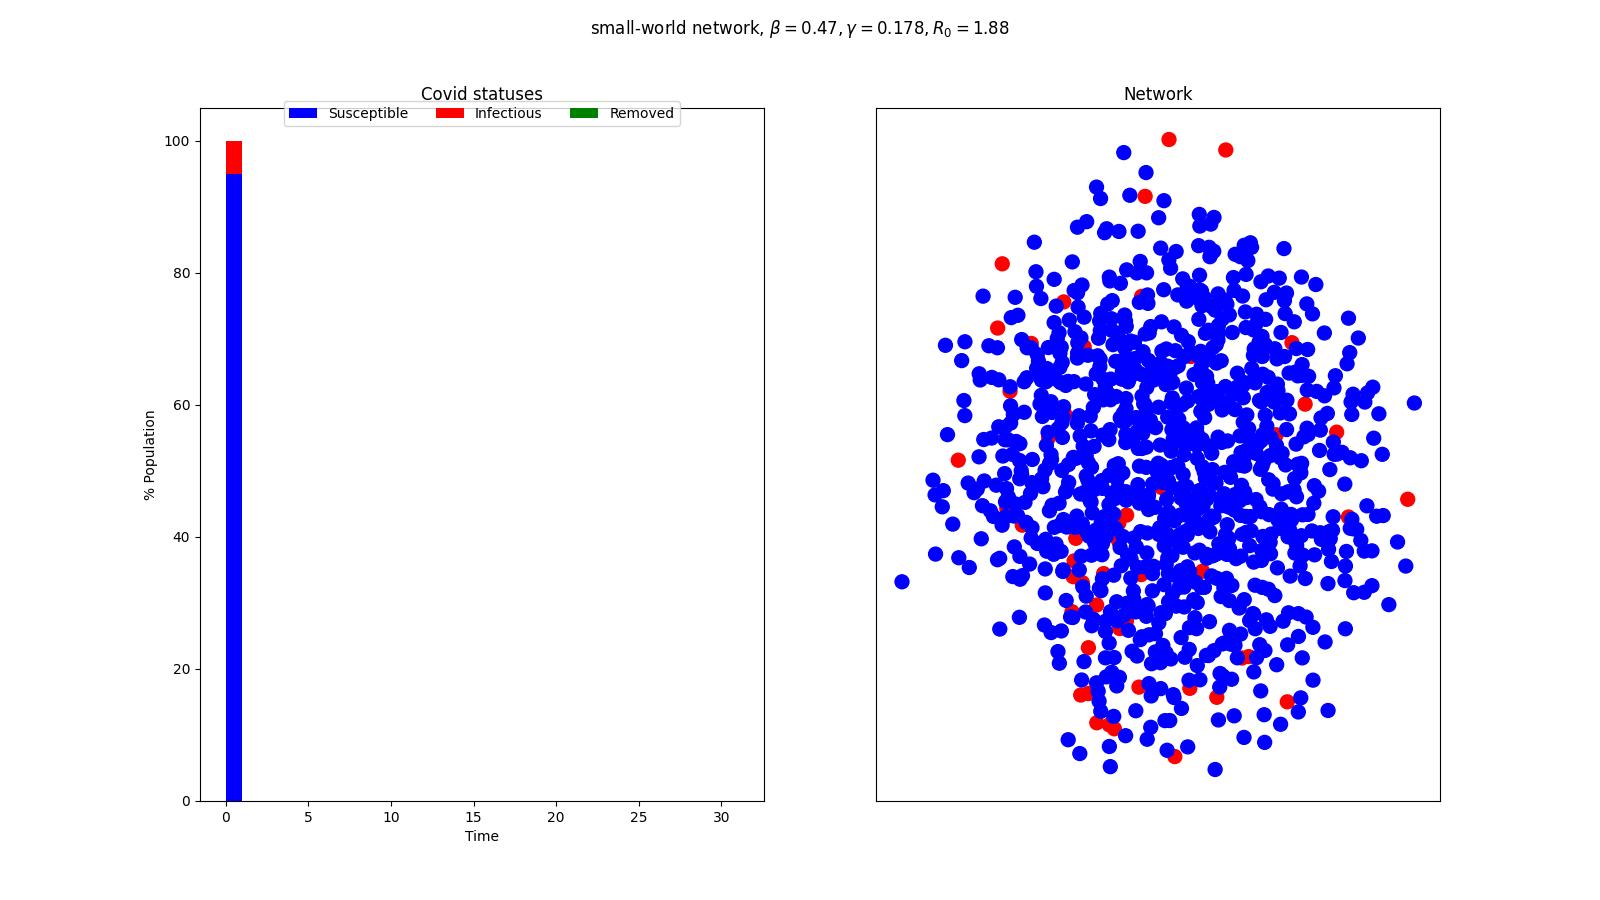 small-world network, β = 0.47, γ = 0.178, R₀ = 1.88
Covid statuses
Susceptible Infectious Removed
% Population
100
80
60
40
20
0
0 5 10 15 20 25 30
Time
Network